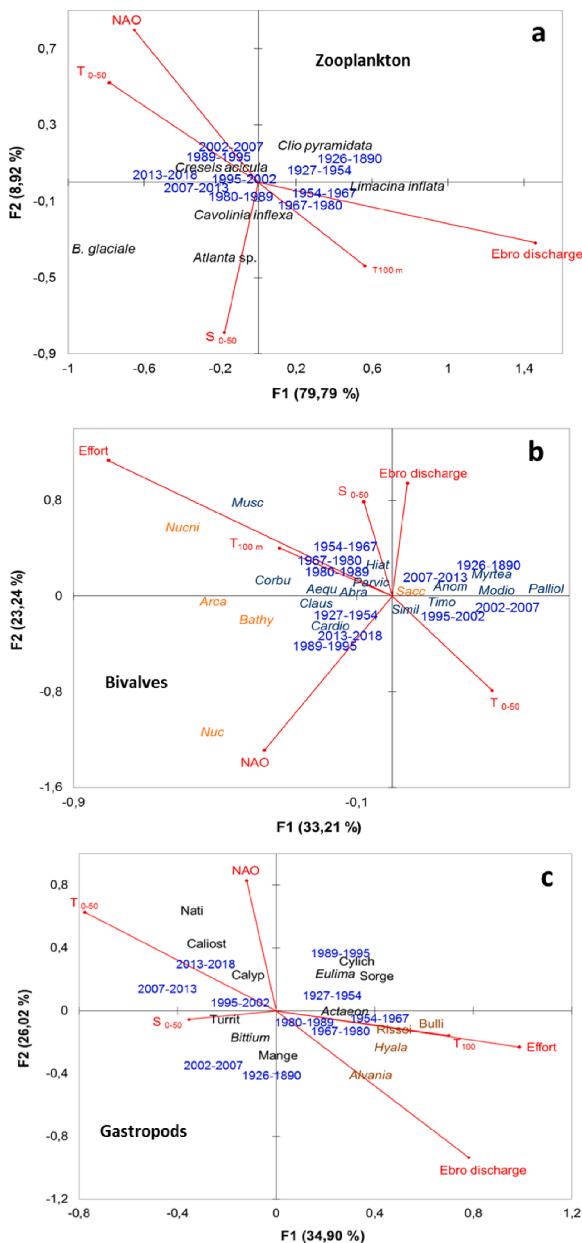 a
NAO
0,7
Zooplankton
T 0-50
F2 (8,92 %)
0,3
2002-2007
Clio pyramidata
1989-1995
1926-1890
Creseis acicula
1927-1954
2013-2018
1995-2002
Limacina inflata
2007-2013
1954-1967
-0,1
1980-1989
1967-1980
Cavolinia inflexa
B. glaciale
Atlanta sp.
Ebro discharge
T100 m
-0,5
S 0-50
-0,9
-1
-0,6
-0,2
0,2
0,6
1
1,4
F1 (79,79 %)
b
Effort
Ebro discharge
0,8
Musc
S 0-50
Nucni
T100 m
1954-1967
1967-1980
Hiat
1926-1890
1980-1989
2007-2013
Myrtea
Corbu
Parvic
Anom
Aequ
Abra
Sacc
Modio
Palliol
F2 (23,24 %)
0
Arca
Claus
Timo
2002-2007
Simil
1927-1954
1995-2002
Bathy
Cardio
2013-2018
1989-1995
-0,8
Bivalves
T 0-50
Nuc
NAO
-1,6
-0,9
-0,1
F1 (33,21 %)
c
0,8
NAO
T 0-50
Nati
0,4
Caliost
1989-1995
2013-2018
Cylich
Calyp
Eulima
Sorge
2007-2013
1927-1954
1995-2002
F2 (26,02 %)
0
Actaeon
S 0-50
Turrit
1980-1989
1954-1967
Bulli
1967-1980
Rissoi
Bittium
T100
Effort
Hyala
Mange
2002-2007
1926-1890
-0,4
Alvania
-0,8
Gastropods
Ebro discharge
-1,2
-0,8
-0,4
0
0,4
0,8
1,2
F1 (34,90 %)